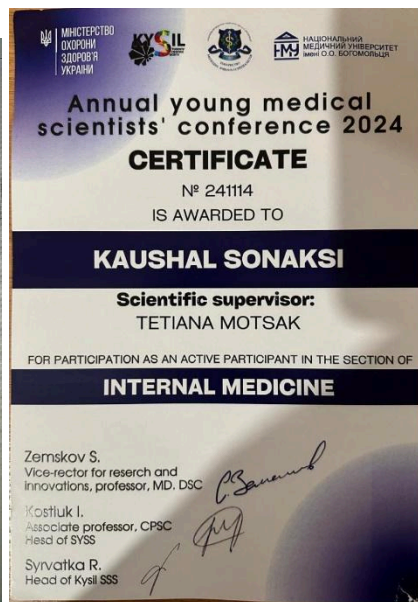 МІНІСТЕРСТВО
ОХОРОНИ
ЗДОРОВ'Я
УКРАЇНИ
KYSIL
НАЦІОНАЛЬНИЙ
МЕДИЧНИЙ УНІВЕРСИТЕТ
імені О.О. БОГОМОЛЬЦЯ
Annual young medical
scientists' conference 2024
CERTIFICATE
№ 241114
IS AWARDED TO
KAUSHAL SONAKSI
Scientific supervisor:
TETIANA MOTSAK
FOR PARTICIPATION AS AN ACTIVE PARTICIPANT IN THE SECTION OF
INTERNAL MEDICINE
Zemskov S.
Vice-rector for reserch and
innovations, professor, MD, DSC
Kostiuk I.
Associate professor, CPSC
Head of SYSS
Syrvatka R.
Head of Kysil SSS